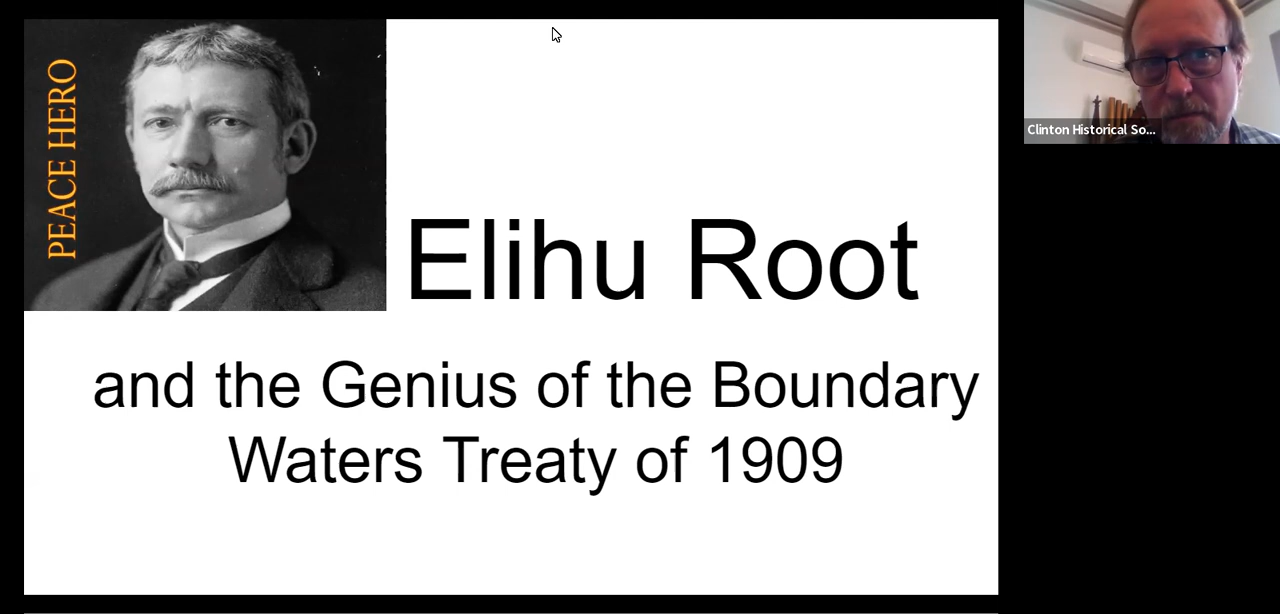 PEACE HERO
Elihu Root
and the Genius of the Boundary
Waters Treaty of 1909
Clinton Historical So...